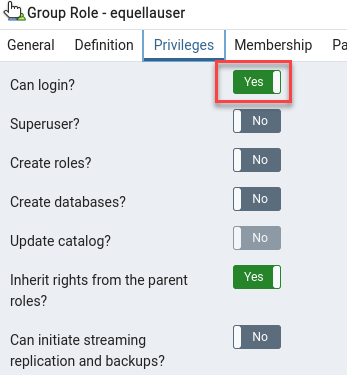 Group Role - equellauser
General Definition Privileges Membership Pa
Can login? Yes
Superuser? No
Create roles? No
Create databases? No
Update catalog? No
Inherit rights from the parent
roles? Yes
Can initiate streaming
replication and backups? No